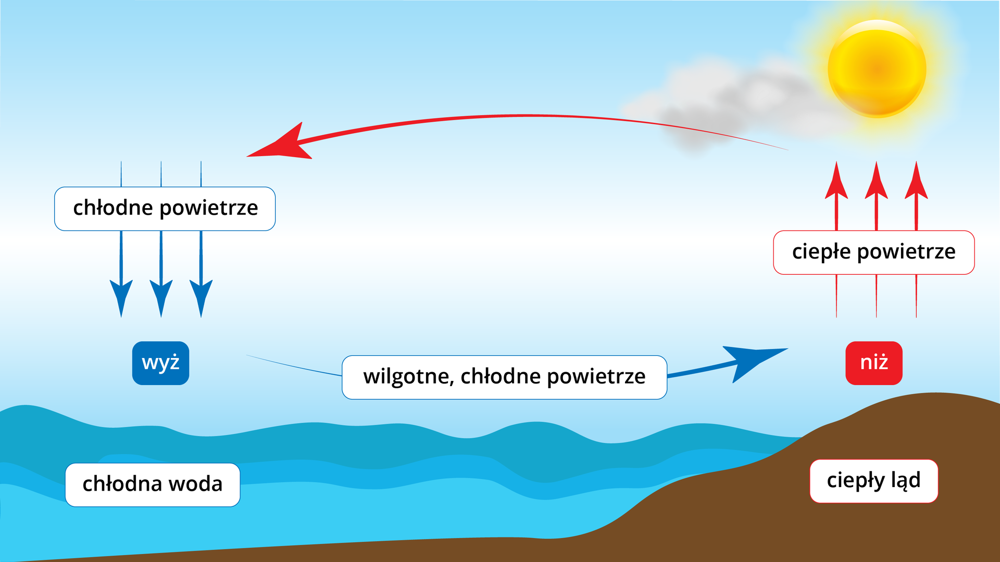 chłodne powietrze
ciepłe powietrze
wyż
niż
wilgotne, chłodne powietrze
chłodna woda
ciepły ląd